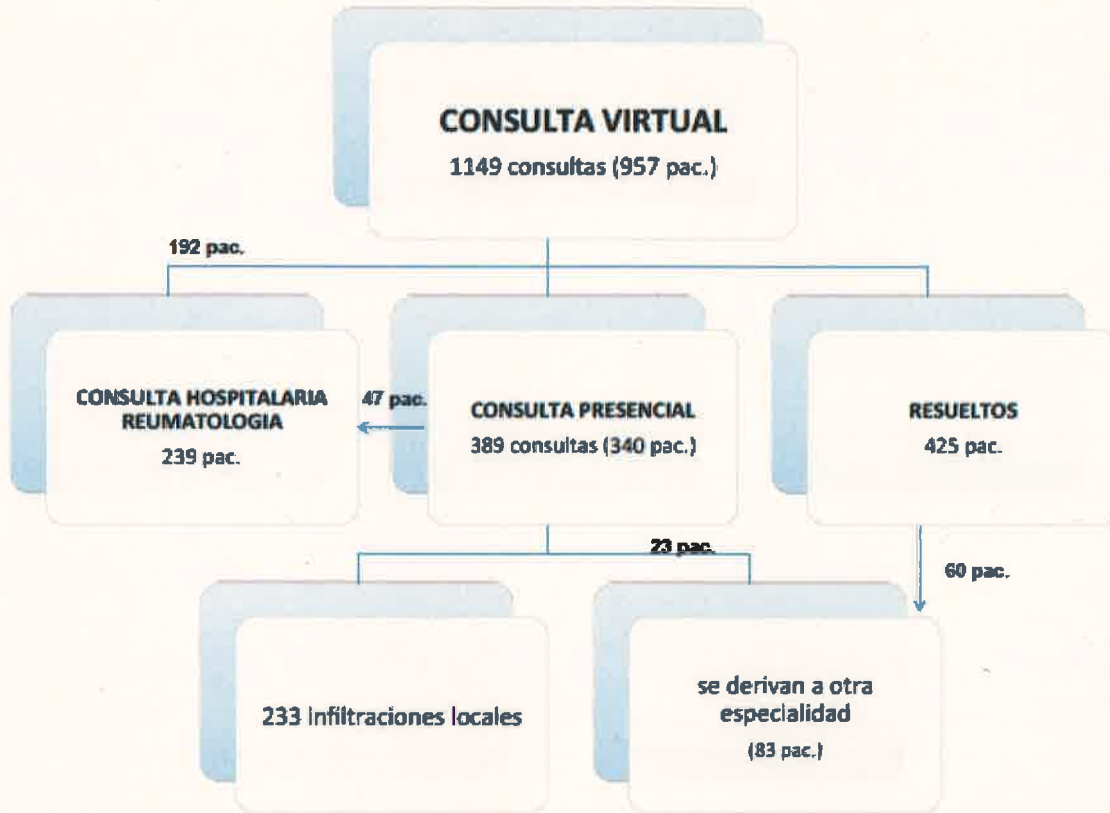 CONSULTA VIRTUAL
1149 consultas (957 pac.)
192 pac.
CONSULTA HOSPITALARIA
REUMATOLOGIA
239 pac.
47 pac.
CONSULTA PRESENCIAL
389 consultas (340 pac.)
RESUELTOS
425 pac.
23 pac.
60 pac.
233 infiltraciones locales
se derivan a otra
especialidad
(83 pac.)